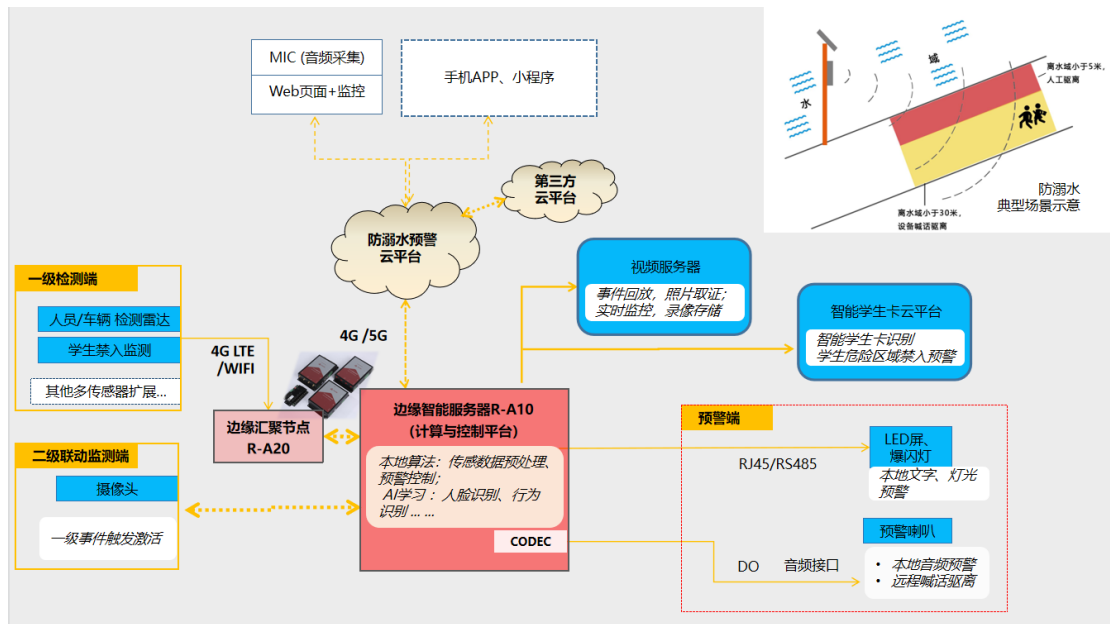 MIC (音频采集)
Web页面+监控
手机APP、小程序
第三方
云平台
防溺水预警
云平台
水
域
离水域小于5米，
人工驱离
离水域小于30米，
设备喊话驱离
防溺水
典型场景示意
一级检测端
人员/车辆 检测雷达
学生禁入监测
其他多传感器扩展...
4G LTE
/WIFI
4G /5G
视频服务器
事件回放，照片取证；
实时监控，录像存储
智能学生卡云平台
智能学生卡识别
学生危险区域禁入预警
边缘汇聚节点
R-A20
边缘智能服务器R-A10
（计算与控制平台）
本地算法：传感数据预处理、
预警控制；
AI学习：人脸识别、行为
识别 ... ...
CODEC
二级联动监测端
摄像头
一级事件触发激活
预警端
RJ45/RS485
LED屏、
爆闪灯
本地文字、灯光
预警
预警喇叭
DO 音频接口
• 本地音频预警
• 远程喊话驱离